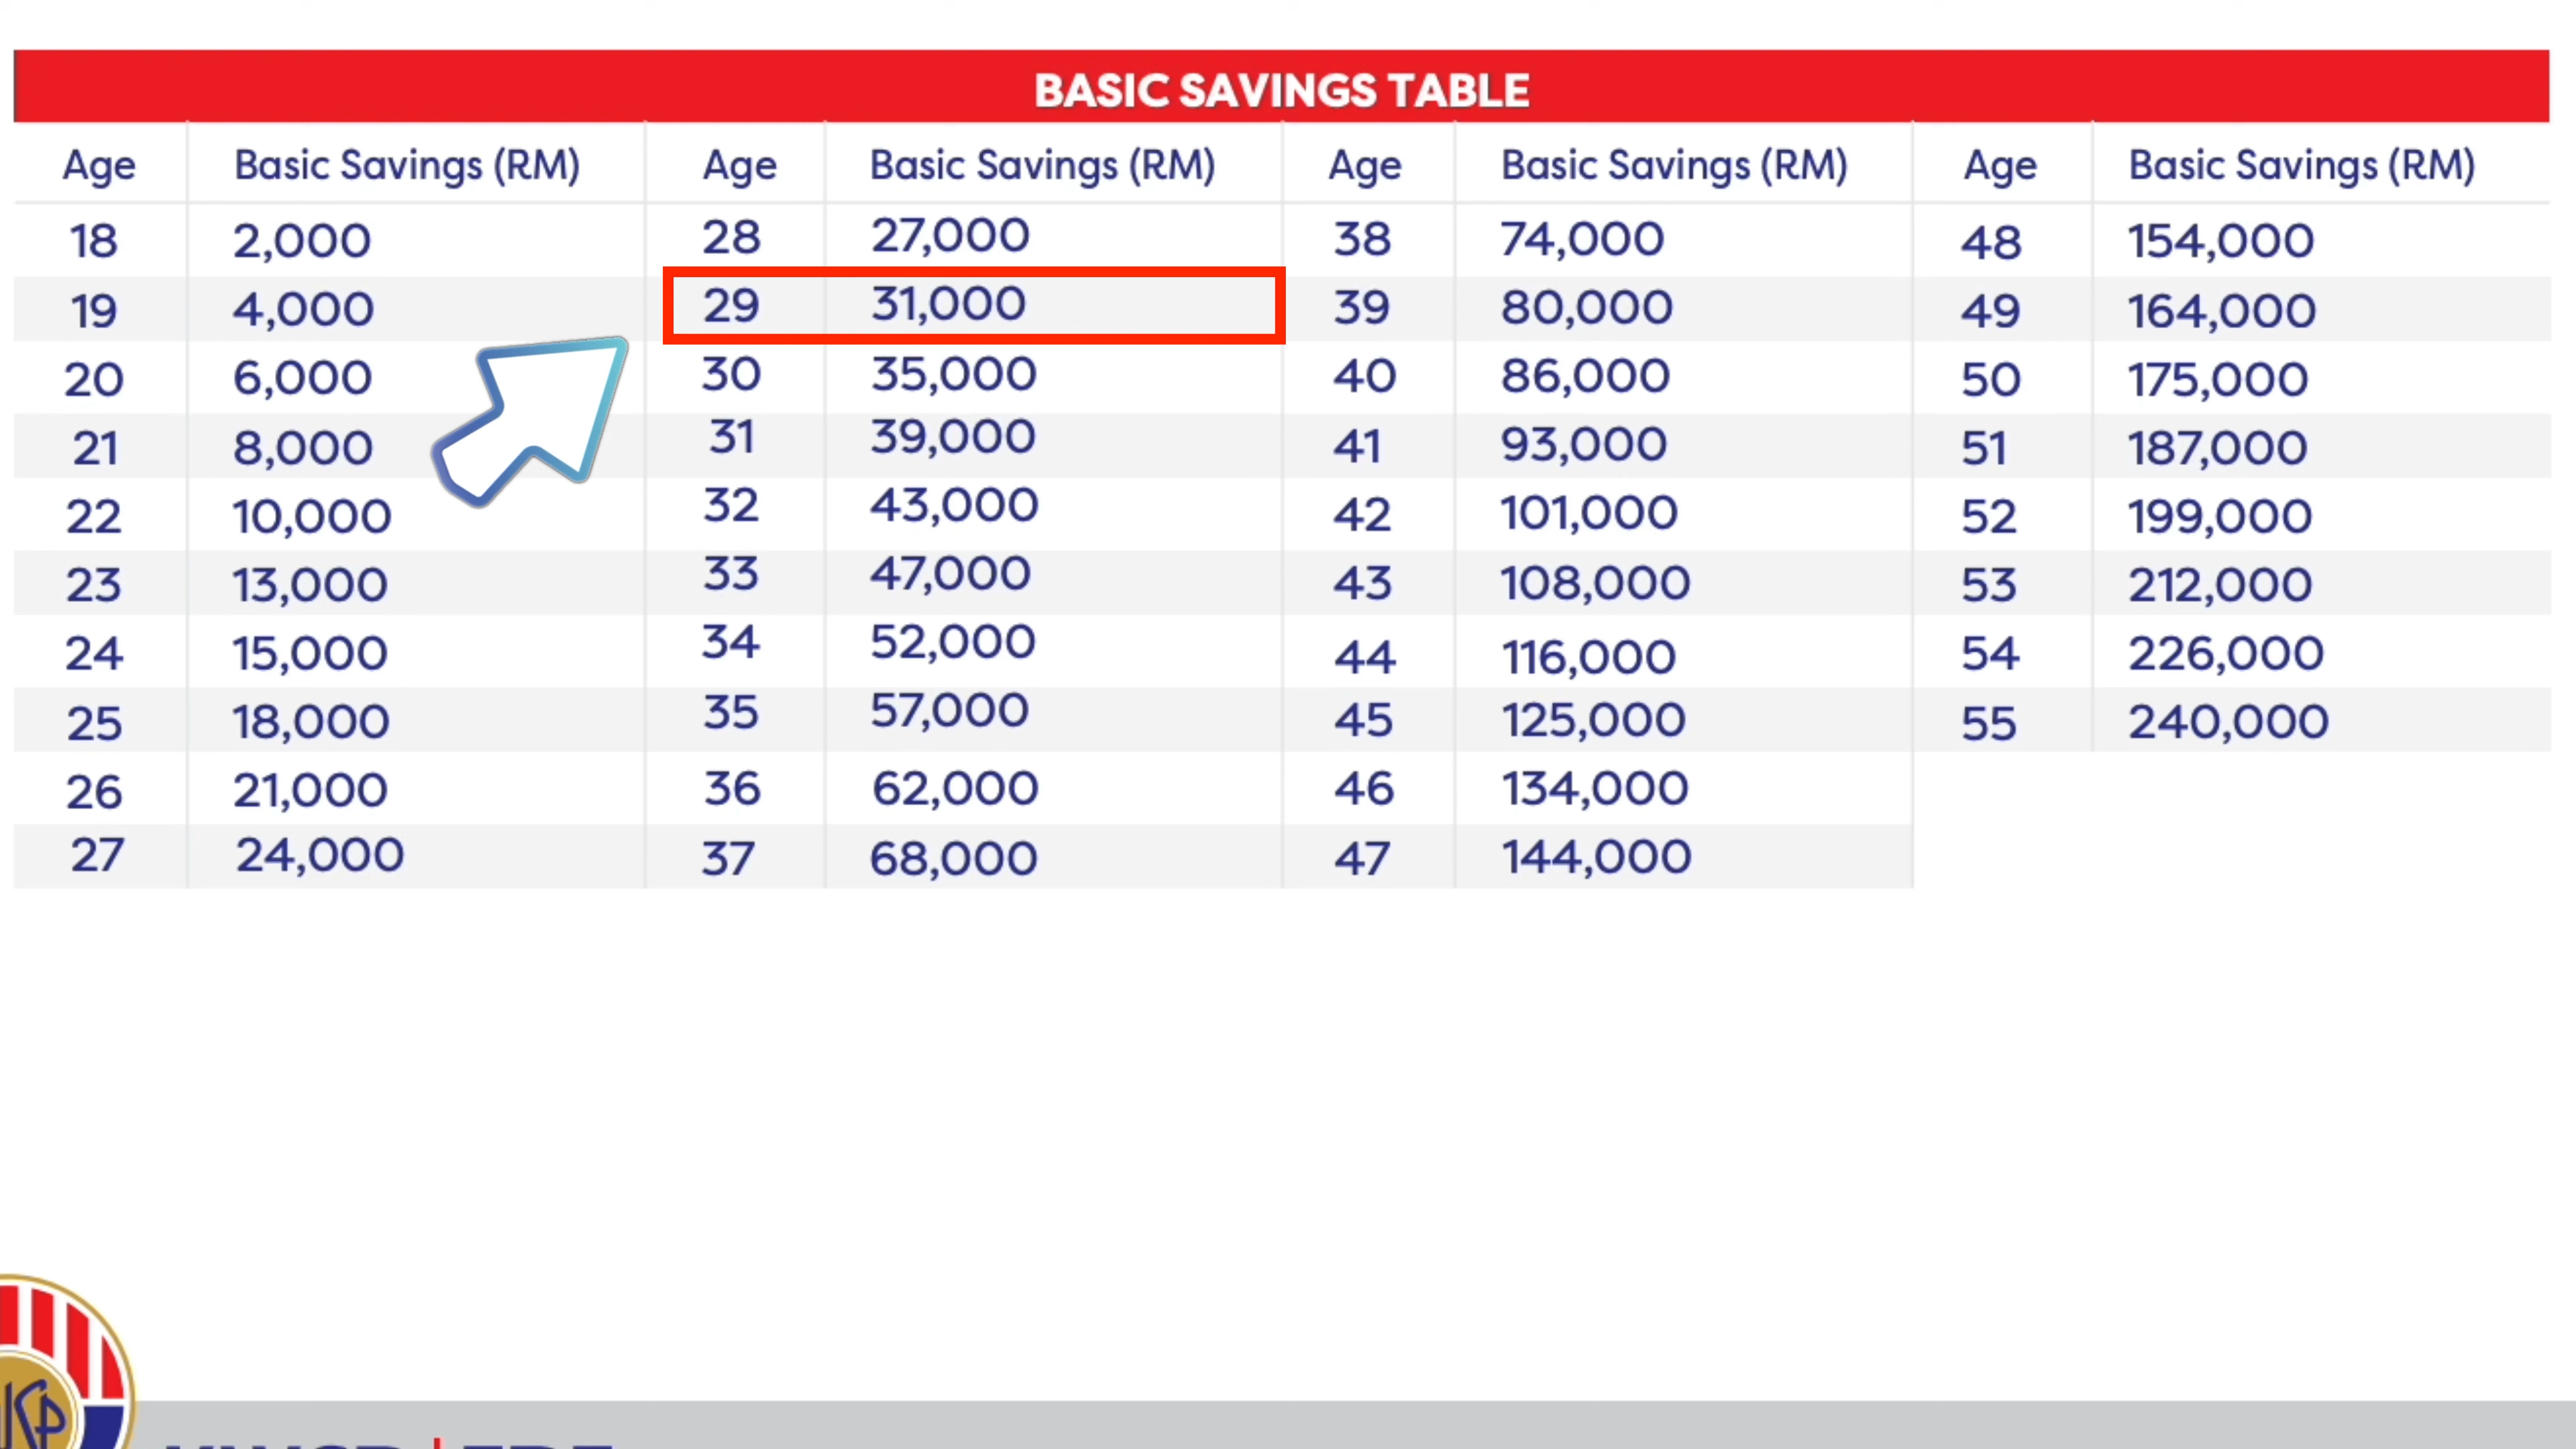 BASIC SAVINGS TABLE
Age Basic Savings (RM) Age Basic Savings (RM) Age Basic Savings (RM) Age Basic Savings (RM)
18 2,000 28 27,000 38 74,000 48 154,000
19 4,000 29 31,000 39 80,000 49 164,000
20 6,000 30 35,000 40 86,000 50 175,000
21 8,000 31 39,000 41 93,000 51 187,000
22 10,000 32 43,000 42 101,000 52 199,000
23 13,000 33 47,000 43 108,000 53 212,000
24 15,000 34 52,000 44 116,000 54 226,000
25 18,000 35 57,000 45 125,000 55 240,000
26 21,000 36 62,000 46 134,000
27 24,000 37 68,000 47 144,000